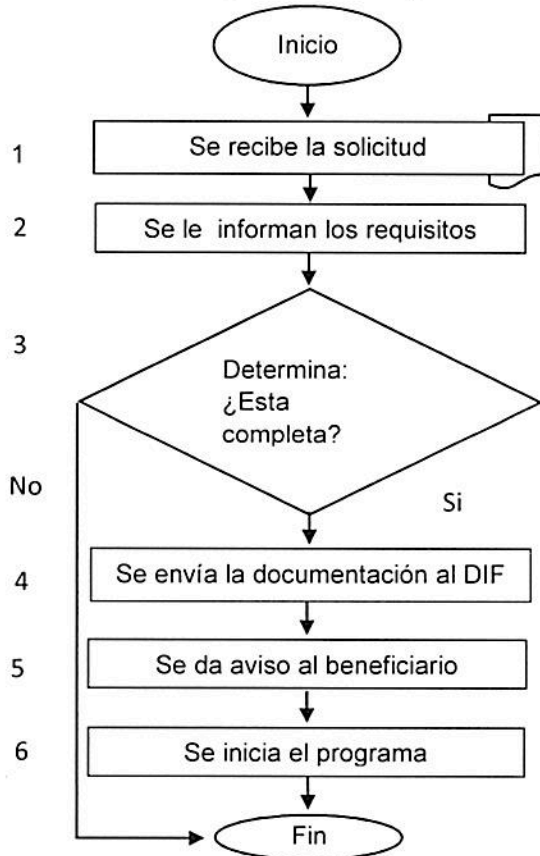 Inicio
1 Se recibe la solicitud
2 Se le informan los requisitos
3
Determina:
¿Esta
completa?
No
Si
4 Se envía la documentación al DIF
5 Se da aviso al beneficiario
6 Se inicia el programa
Fin